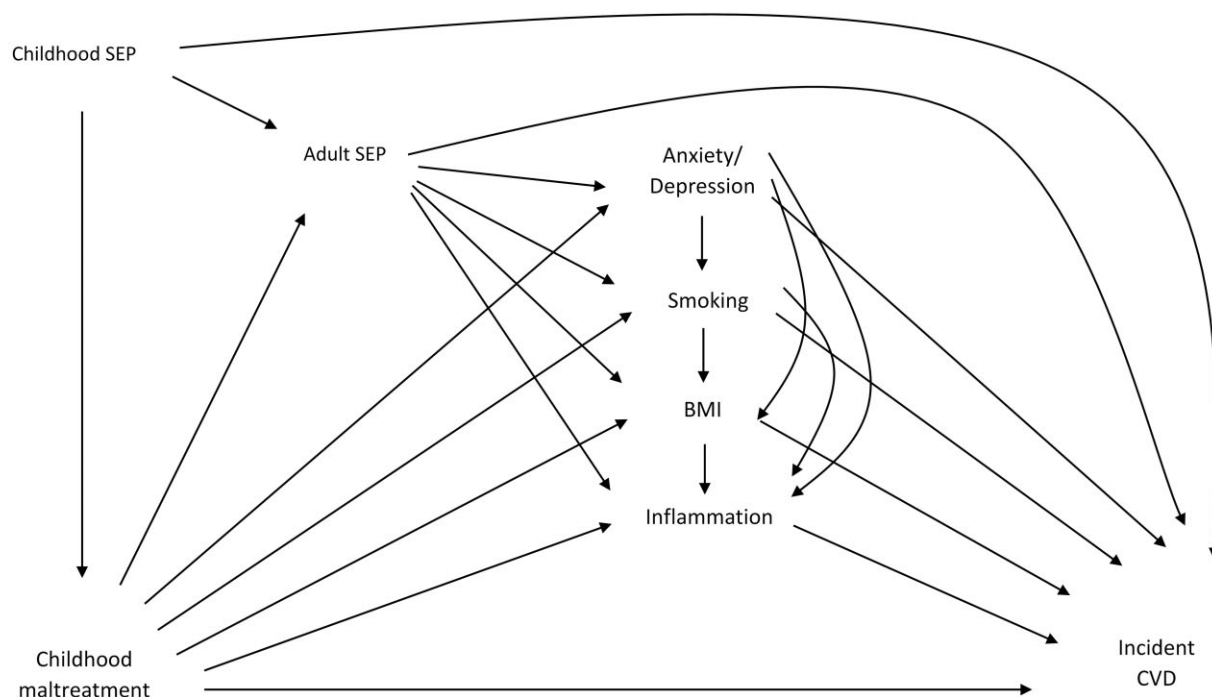 Childhood SEP
Adult SEP
Anxiety/
Depression
Smoking
BMI
Inflammation
Childhood
maltreatment
Incident
CVD